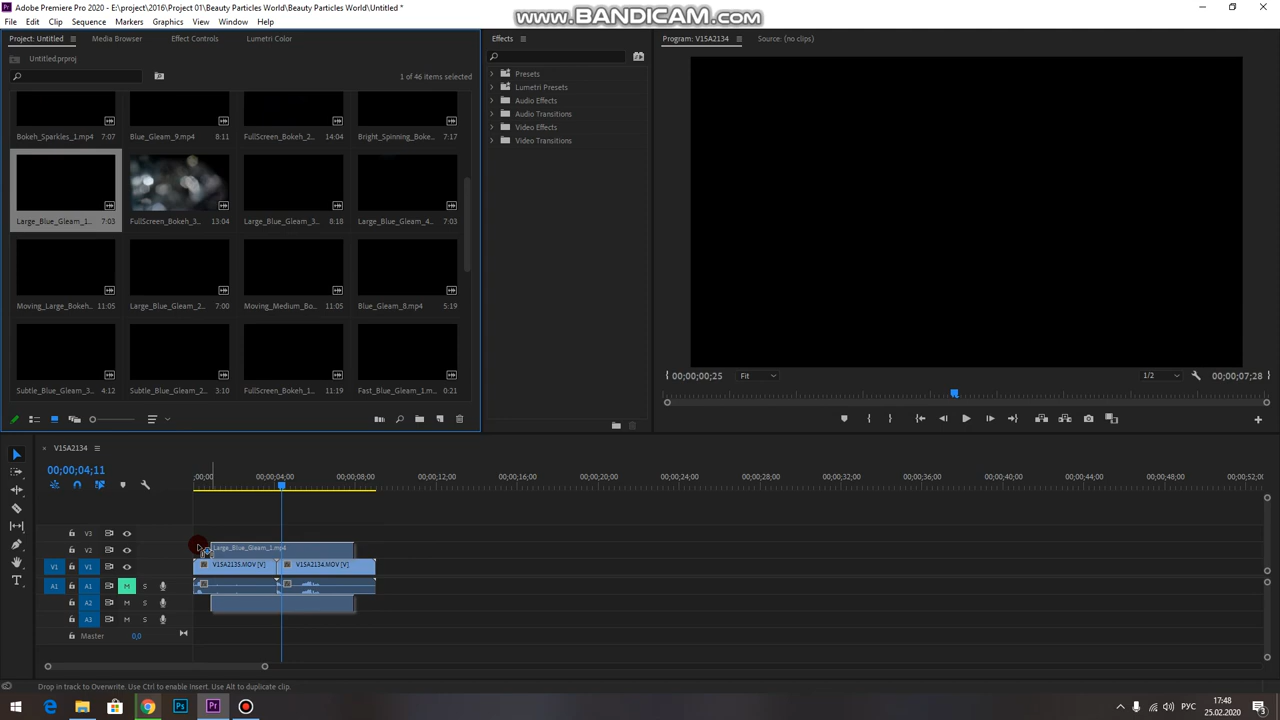 Adobe Premiere Pro 2020 - E:\project\2016\Project 01\Beauty Particles World\Beauty Particles World\Untitled *
www.BANDICAM.com
File Edit Clip Sequence Markers Graphics View Window Help
Project: Untitled Media Browser Effect Controls Lumetri Color
Effects
Program: V15A2134 Source: (no clips)
Untitled.prproj
1 of 46 items selected
Presets
Lumetri Presets
Audio Effects
Audio Transitions
Video Effects
Video Transitions
Bokeh_Sparkles_1.mp4 7:07 Blue_Gleam_9.mp4 8:11 FullScreen_Bokeh_2... 14:04 Bright_Spinning_Boke... 7:17
Large_Blue_Gleam_1... 7:03 FullScreen_Bokeh_3... 13:04 Large_Blue_Gleam_3... 8:18 Large_Blue_Gleam_4... 7:03
Moving_Large_Bokeh... 11:05 Large_Blue_Gleam_2... 7:00 Moving_Medium_Bo... 11:05 Blue_Gleam_8.mp4 5:19
Subtle_Blue_Gleam_3... 4:12 Subtle_Blue_Gleam_2... 3:10 FullScreen_Bokeh_1... 11:19 Fast_Blue_Gleam_1.m... 0:21
00;00;00;25 Fit 1/2 00;00;07;28
V15A2134
00;00;04;11
;00;00 00;00;04;00 00;00;08;00 00;00;12;00 00;00;16;00 00;00;20;00 00;00;24;00 00;00;28;00 00;00;32;00 00;00;36;00 00;00;40;00 00;00;44;00 00;00;48;00 00;00;52;0
V3
V2 Large_Blue_Gleam_1.mp4
V1 V1 V15A2135.MOV [V] V15A2134.MOV [V]
A1 A1 M S
A2 M S
A3 M S
Master 0,0
Drop in track to Overwrite. Use Ctrl to enable Insert. Use Alt to duplicate clip.
Ps Pr РУС 17:48
25.02.2020